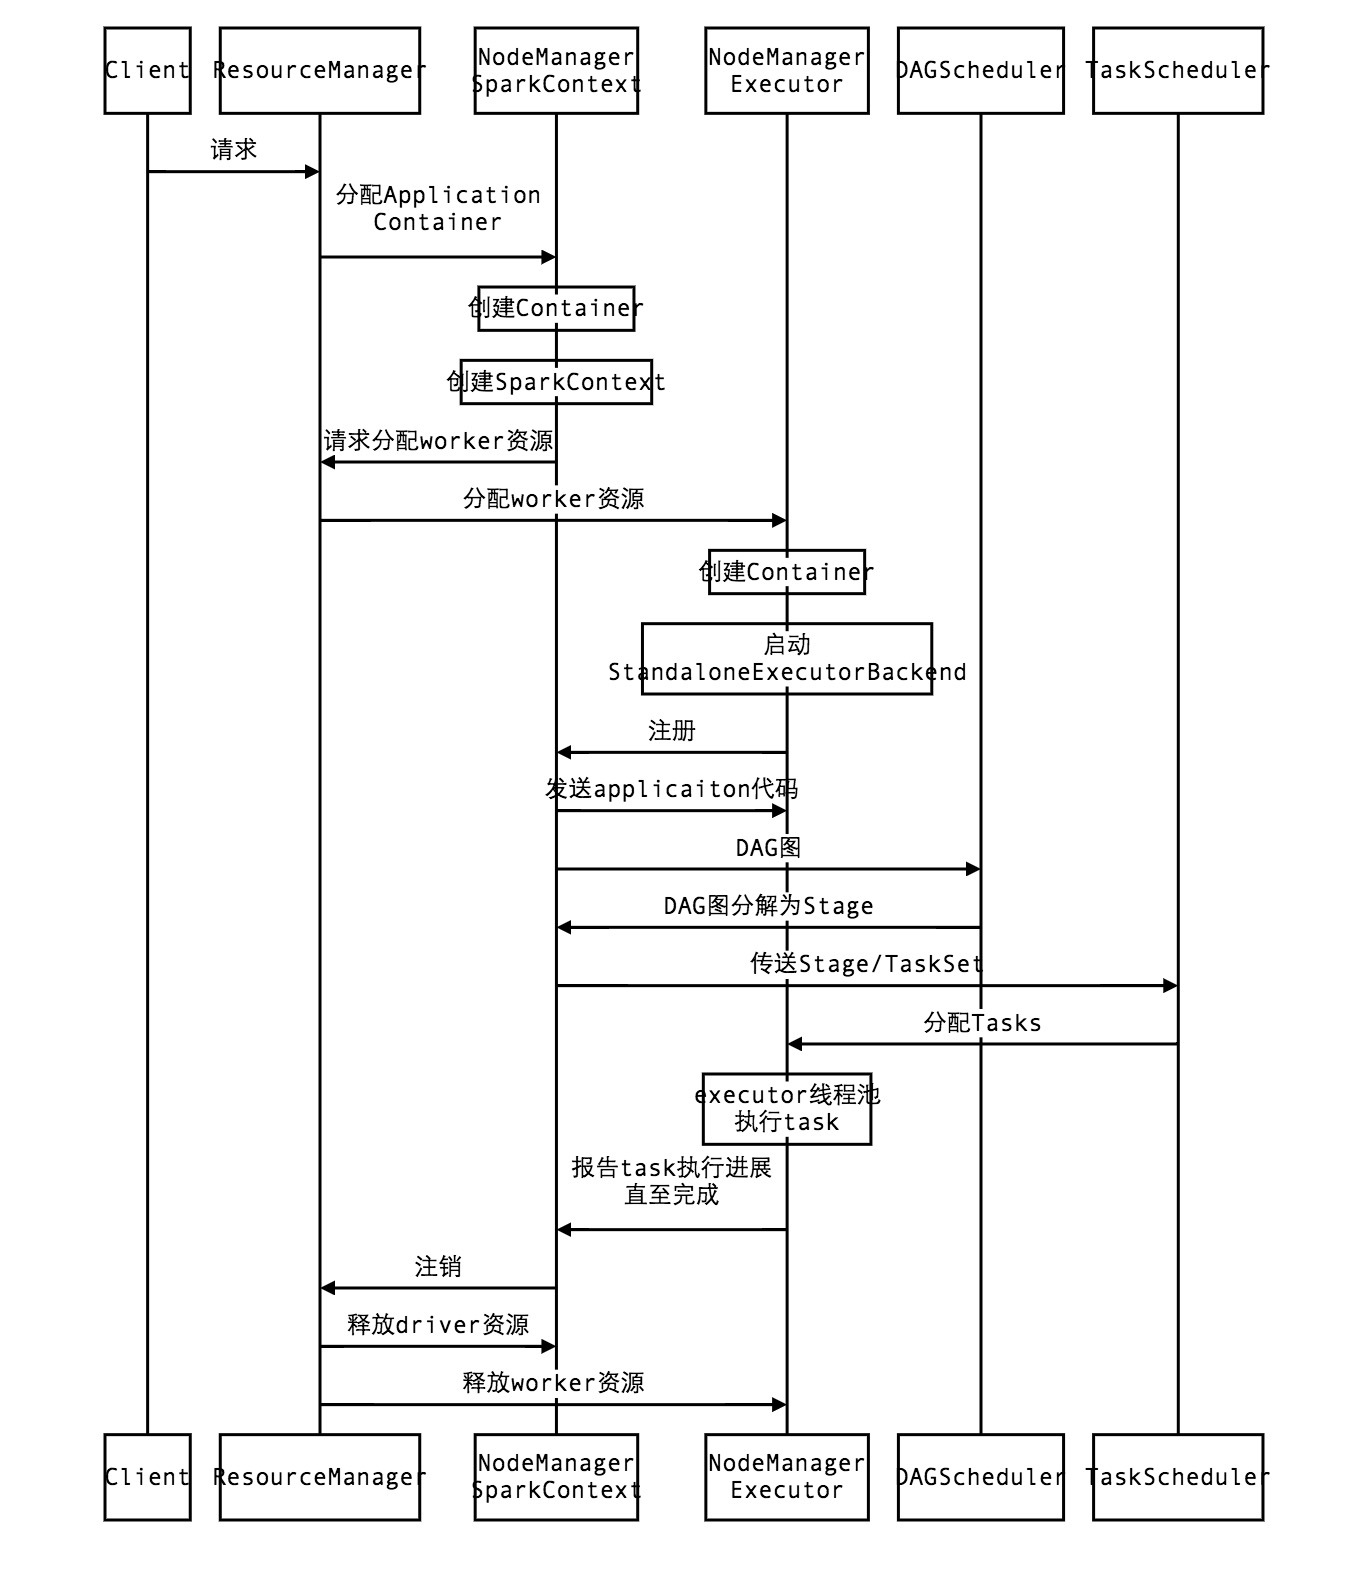 Client
ResourceManager
NodeManager
SparkContext
NodeManager
Executor
DAGScheduler
TaskScheduler
请求
分配Application
Container
创建Container
创建SparkContext
请求分配worker资源
分配worker资源
创建Container
启动
StandaloneExecutorBackend
注册
发送applicaiton代码
DAG图
DAG图分解为Stage
传送Stage/TaskSet
分配Tasks
executor线程池
执行task
报告task执行进展
直至完成
注销
释放driver资源
释放worker资源
Client
ResourceManager
NodeManager
SparkContext
NodeManager
Executor
DAGScheduler
TaskScheduler